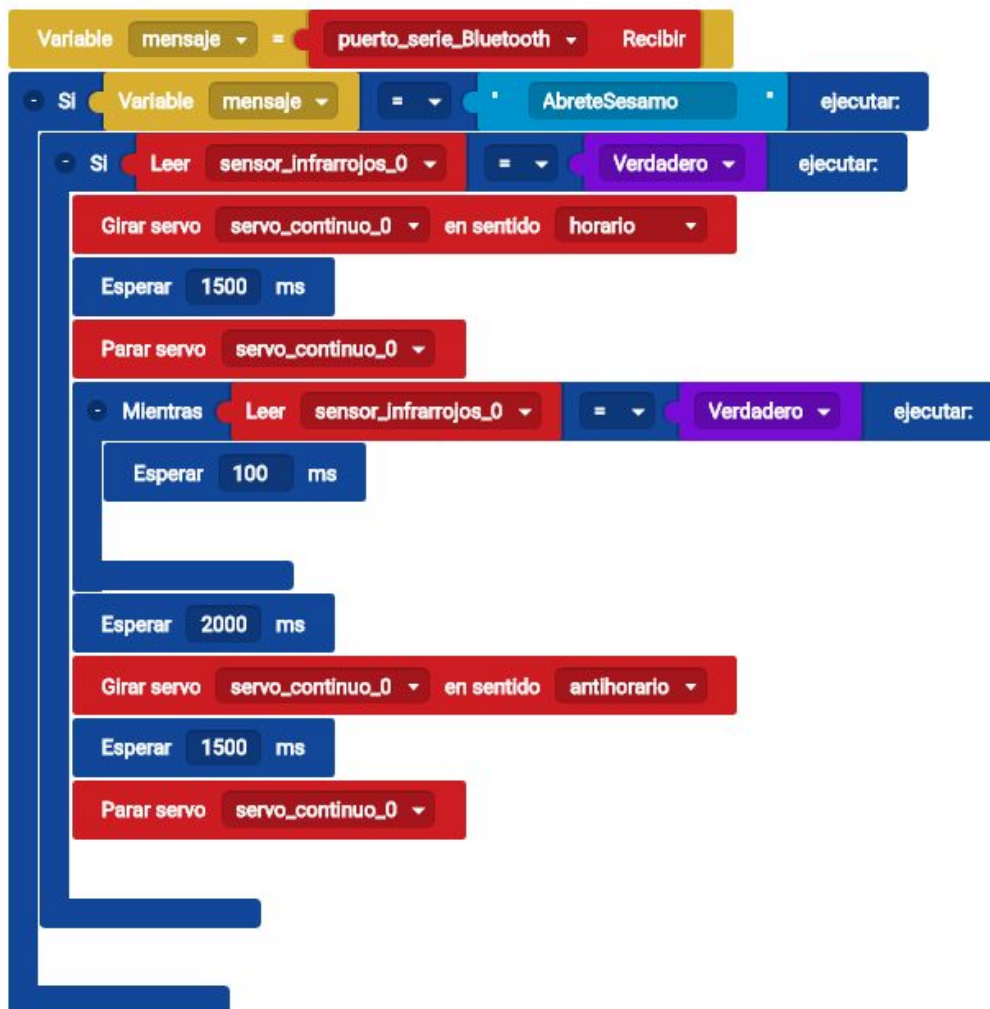 Variable mensaje = puerto_serie_Bluetooth Recibir
- Si Variable mensaje = " AbreteSesamo " ejecutar:
- Si Leer sensor_infrarrojos_0 = Verdadero ejecutar:
Girar servo servo_continuo_0 en sentido horario
Esperar 1500 ms
Parar servo servo_continuo_0
- Mientras Leer sensor_infrarrojos_0 = Verdadero ejecutar:
Esperar 100 ms
Esperar 2000 ms
Girar servo servo_continuo_0 en sentido antihorario
Esperar 1500 ms
Parar servo servo_continuo_0